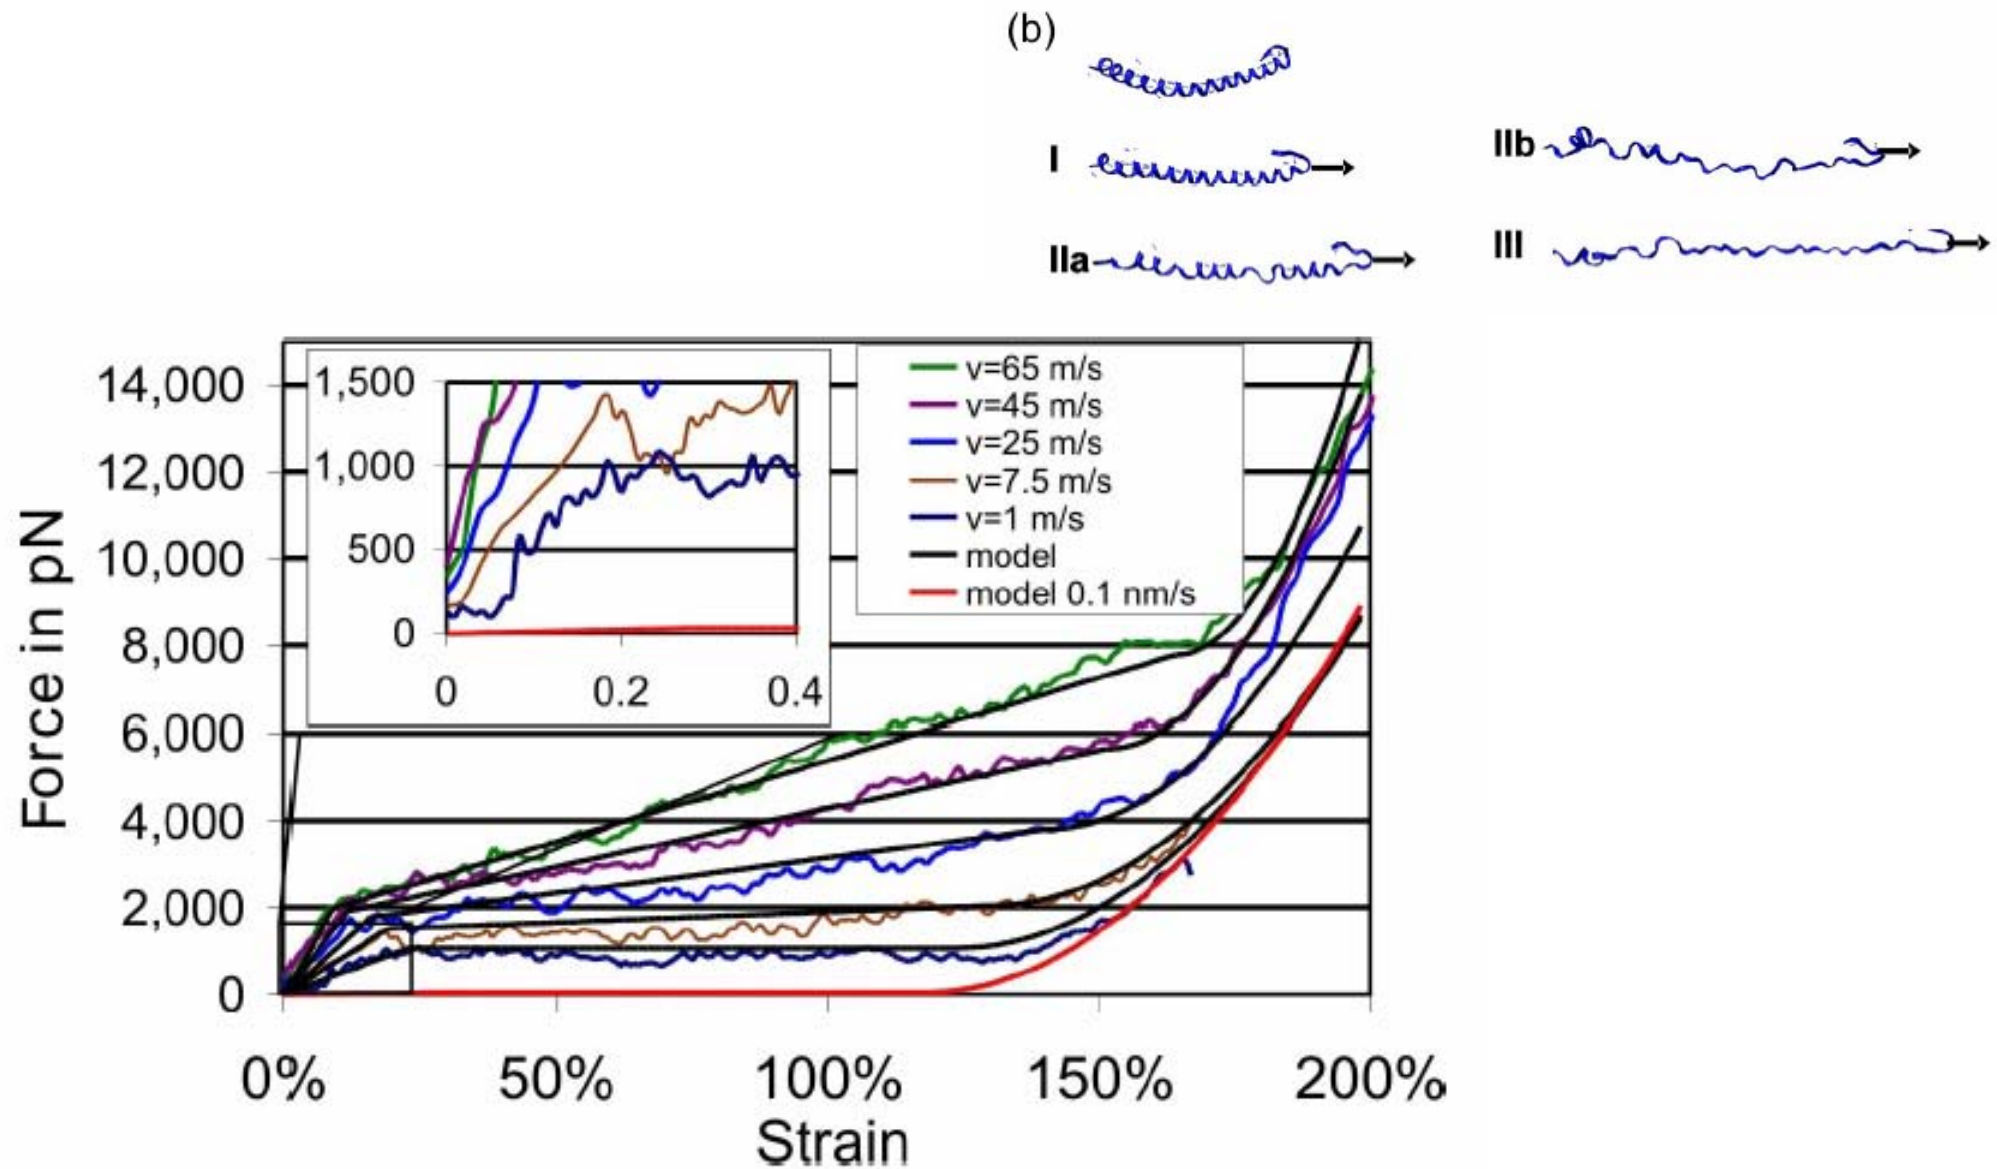 (b)
I
IIa
IIb
III
Force in pN
14,000
12,000
10,000
8,000
6,000
4,000
2,000
0
1,500
1,000
500
0
0 0.2 0.4
v=65 m/s
v=45 m/s
v=25 m/s
v=7.5 m/s
v=1 m/s
model
model 0.1 nm/s
0% 50% 100% 150% 200%
Strain